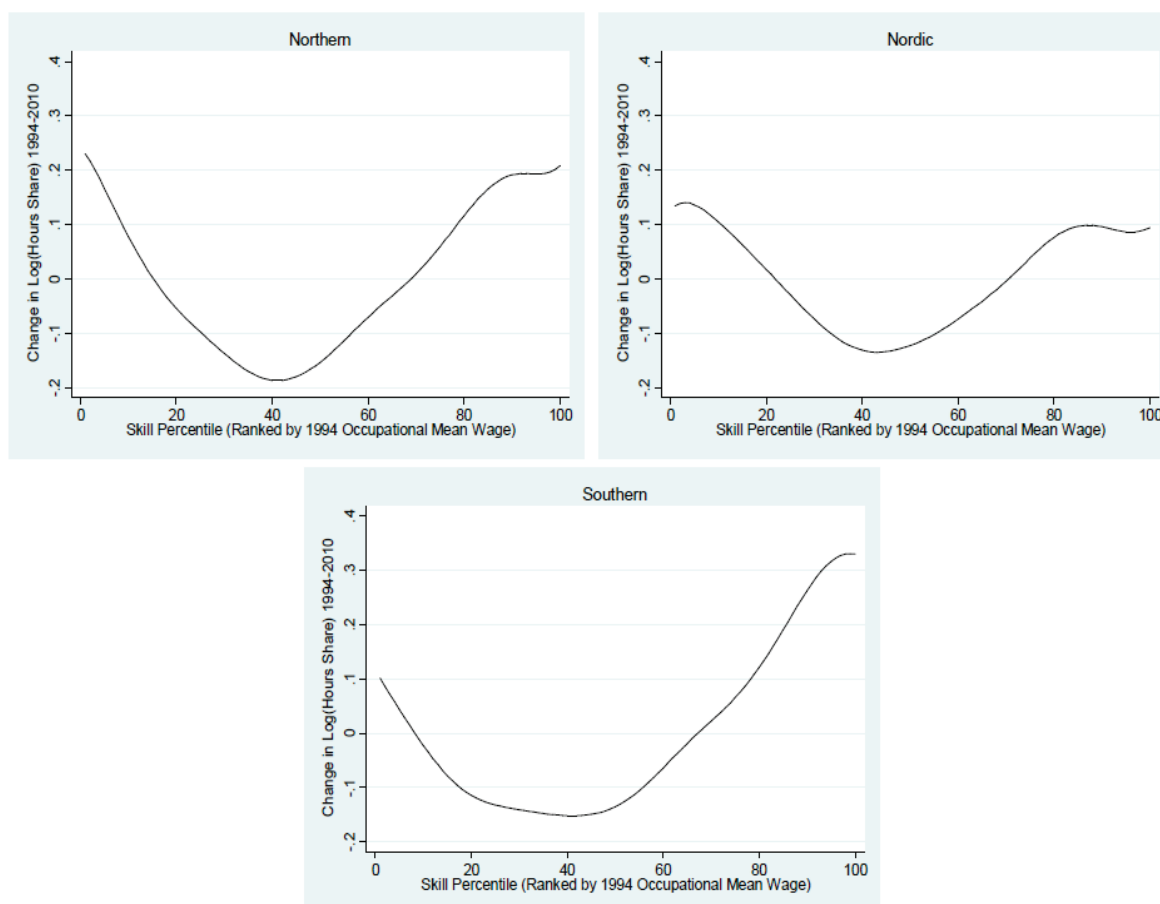 Northern
Change in Log(Hours Share) 1994-2010
.4
.3
.2
.1
0
-.1
-.2
0 20 40 60 80 100
Skill Percentile (Ranked by 1994 Occupational Mean Wage)
Nordic
Change in Log(Hours Share) 1994-2010
.4
.3
.2
.1
0
-.1
-.2
0 20 40 60 80 100
Skill Percentile (Ranked by 1994 Occupational Mean Wage)
Southern
Change in Log(Hours Share) 1994-2010
.4
.3
.2
.1
0
-.1
-.2
0 20 40 60 80 100
Skill Percentile (Ranked by 1994 Occupational Mean Wage)